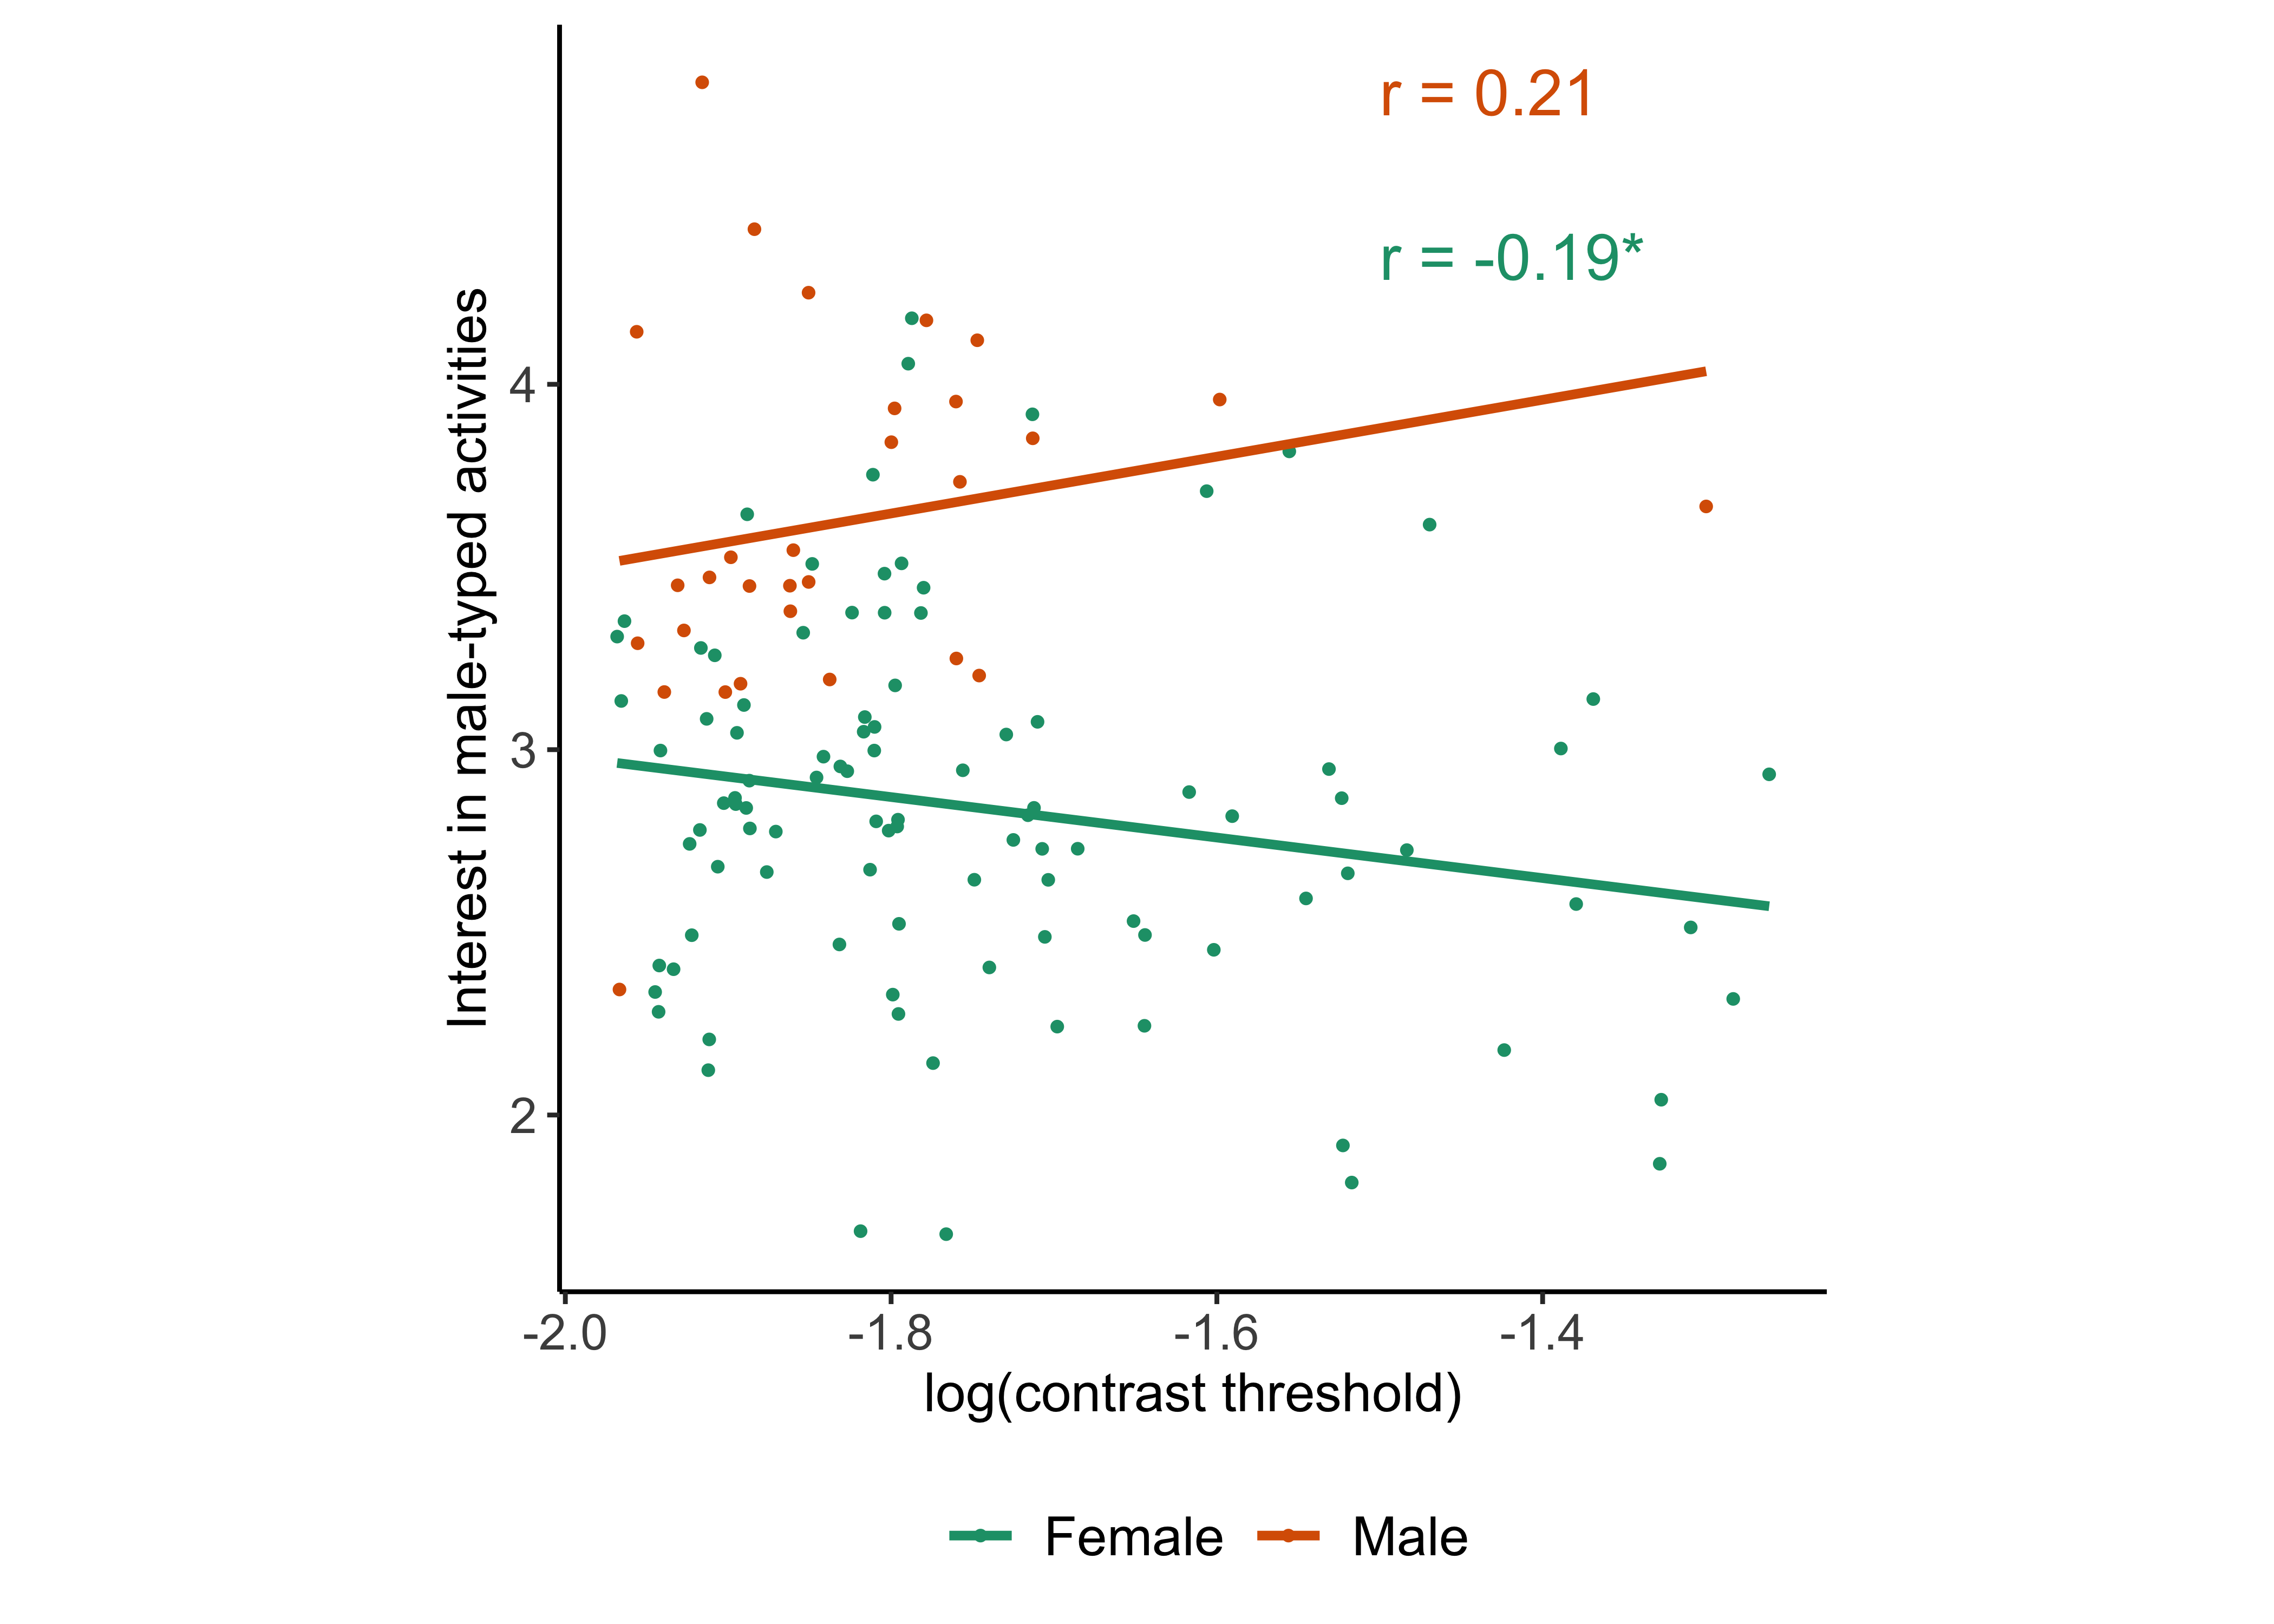 r = 0.21
r = -0.19*
Interest in male-typed activities
4
3
2
-2.0 -1.8 -1.6 -1.4
log(contrast threshold)
Female Male